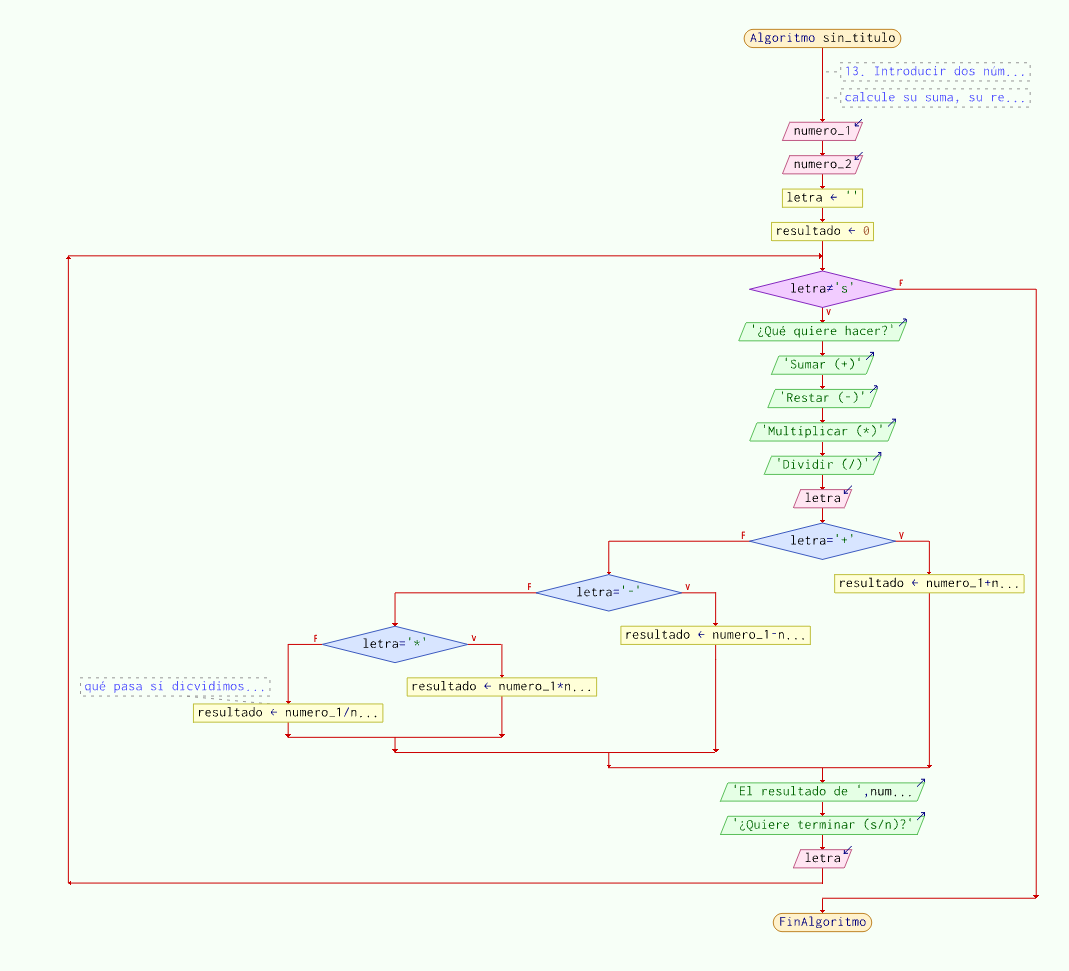 Algoritmo sin_titulo
13. Introducir dos núm...
calcule su suma, su re...
numero_1
numero_2
letra ← ''
resultado ← 0
letra≠'s'
F
V
'¿Qué quiere hacer?'
'Sumar (+)'
'Restar (-)'
'Multiplicar (*)'
'Dividir (/)'
letra
F
letra='+'
V
resultado ← numero_1+n...
F
letra='-'
V
resultado ← numero_1-n...
F
letra='*'
V
qué pasa si dicvidimos...
resultado ← numero_1*n...
resultado ← numero_1/n...
'El resultado de ',num...
'¿Quiere terminar (s/n)?'
letra
FinAlgoritmo